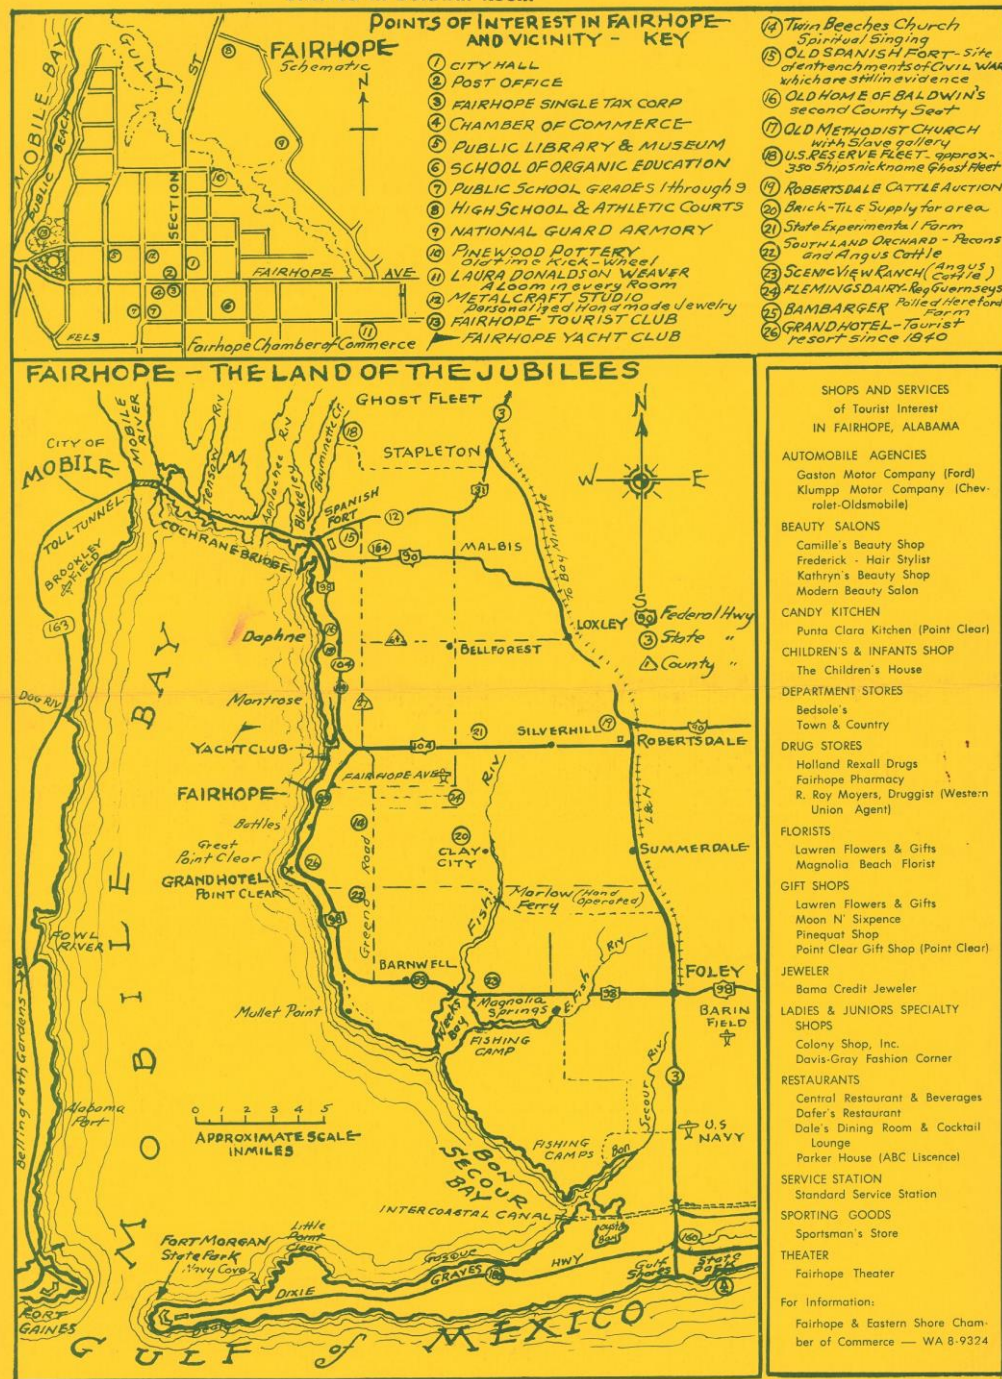 POINTS OF INTEREST IN FAIRHOPE
AND VICINITY - KEY
① CITY HALL
② POST OFFICE
③ FAIRHOPE SINGLE TAX CORP
④ CHAMBER OF COMMERCE
⑤ PUBLIC LIBRARY & MUSEUM
⑥ SCHOOL OF ORGANIC EDUCATION
⑦ PUBLIC SCHOOL GRADES 1 through 9
⑧ HIGH SCHOOL & ATHLETIC COURTS
⑨ NATIONAL GUARD ARMORY
⑩ PINEWOOD POTTERY
Old time Kick-Wheel
⑪ LAURA DONALDSON WEAVER
A Loom in every Room
⑫ METALCRAFT STUDIO
Personalized Handmade Jewelry
⑬ FAIRHOPE TOURIST CLUB
FAIRHOPE YACHT CLUB
⑭ Twin Beeches Church
Spiritual Singing
⑮ OLD SPANISH FORT - Site
of entrenchments of CIVIL WAR
which are still in evidence
⑯ OLD HOME OF BALDWIN'S
second County Seat
⑰ OLD METHODIST CHURCH
with Slave gallery
⑱ U.S. RESERVE FLEET - approx-
350 Ships nickname Ghost Fleet
⑲ ROBERTSDALE CATTLE AUCTION
⑳ BRICK-TILE Supply for area
㉑ State Experimental Farm
㉒ SOUTHLAND ORCHARD - Pecans
and Angus Cattle
㉓ SCENIC VIEW RANCH (Angus
Cattle)
㉔ FLEMINGS DAIRY - Reg Guernseys
㉕ BAMBARGER Polled Hereford
Farm
㉖ GRAND HOTEL - Tourist
resort since 1840
FAIRHOPE
Schematic
N
MOBILE BAY
PUBLIC BEACH
GULLY
ST
SECTION
FAIRHOPE AVE
FELS
Fairhope Chamber of Commerce
FAIRHOPE - THE LAND OF THE JUBILEES
GHOST FLEET
CITY OF
MOBILE
MOBILE
RIVER
Tensaw Riv
Blakeley Riv
STAPLETON
TOLL TUNNEL
COCHRANE BRIDGE
SPANISH
FORT
MALBIS
To Bay Minette
BROOKLEY
FIELD
N
W
E
S
90 Federal Hwy
3 State "
1 County "
LOXLEY
163
Daphne
BELLFOREST
DOG RIV
Montrose
YACHT CLUB
SILVERHILL
ROBERTSDALE
FAIRHOPE AVE
FAIRHOPE
Battles
Great
Point Clear
GRAND HOTEL
POINT CLEAR
Greeno Road
CLAY
CITY
L & N
SUMMERDALE
Marlow (Hand
Ferry Operated)
Fish Riv
FOWL
RIVER
BARNWELL
FOLEY
Mullet Point
Weeks
Bay
Magnolia
Springs
E. Fish Riv
BARIN
FIELD
FISHING
CAMP
Bellingrath Gardens
Alabama
Port
0 1 2 3 4 5
APPROXIMATE SCALE
IN MILES
MOBILE BAY
BON
SECOUR
BAY
FISHING
CAMPS
Bon Secour Riv
U.S
NAVY
INTERCOASTAL CANAL
FORT MORGAN
State Park
Navy Cove
Little
Point
Clear
Gasque
DIXIE GRAVES HWY
Gulf
Shores
State
Park
FORT
GAINES
GULF of MEXICO
SHOPS AND SERVICES
of Tourist Interest
IN FAIRHOPE, ALABAMA
AUTOMOBILE AGENCIES
Gaston Motor Company (Ford)
Klumpp Motor Company (Chev-
rolet-Oldsmobile)
BEAUTY SALONS
Camille's Beauty Shop
Frederick - Hair Stylist
Kathryn's Beauty Shop
Modern Beauty Salon
CANDY KITCHEN
Punta Clara Kitchen (Point Clear)
CHILDREN'S & INFANTS SHOP
The Children's House
DEPARTMENT STORES
Bedsole's
Town & Country
DRUG STORES
Holland Rexall Drugs
Fairhope Pharmacy
R. Roy Moyers, Druggist (Western
Union Agent)
FLORISTS
Lawren Flowers & Gifts
Magnolia Beach Florist
GIFT SHOPS
Lawren Flowers & Gifts
Moon N' Sixpence
Pinequat Shop
Point Clear Gift Shop (Point Clear)
JEWELER
Bama Credit Jeweler
LADIES & JUNIORS SPECIALTY
SHOPS
Colony Shop, Inc.
Davis-Gray Fashion Corner
RESTAURANTS
Central Restaurant & Beverages
Dafer's Restaurant
Dale's Dining Room & Cocktail
Lounge
Parker House (ABC Liscence)
SERVICE STATION
Standard Service Station
SPORTING GOODS
Sportsman's Store
THEATER
Fairhope Theater
For Information:
Fairhope & Eastern Shore Cham-
ber of Commerce — WA 8-9324